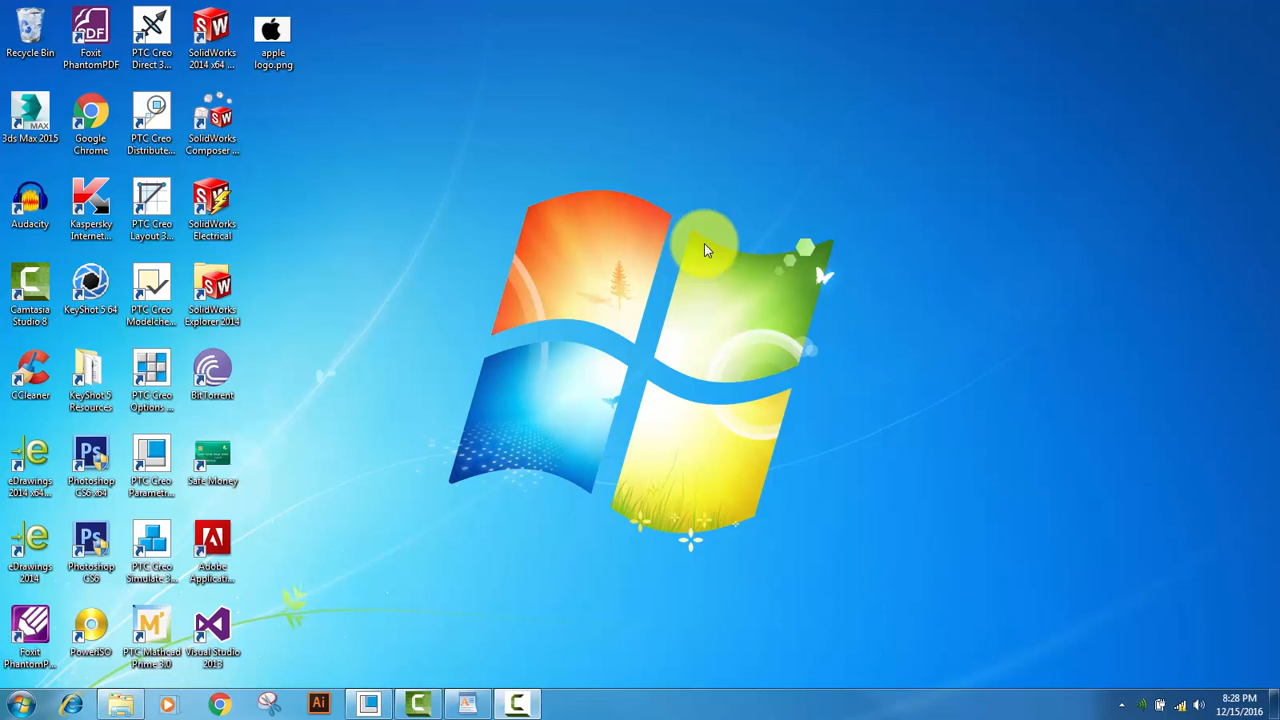 Recycle Bin
Foxit
PhantomPDF
PTC Creo
Direct 3...
SolidWorks
2014 x64 ...
apple
logo.png
3ds Max 2015
Google
Chrome
PTC Creo
Distribute...
SolidWorks
Composer ...
Audacity
Kaspersky
Internet...
PTC Creo
Layout 3...
SolidWorks
Electrical
Camtasia
Studio 8
KeyShot 5 64
PTC Creo
Modelche...
SolidWorks
Explorer 2014
CCleaner
KeyShot 5
Resources
PTC Creo
Options ...
BitTorrent
eDrawings
2014 x64...
Photoshop
CS6 x64
PTC Creo
Parametr...
Safe Money
eDrawings
2014
Photoshop
CS6
PTC Creo
Simulate 3...
Adobe
Applicati...
Foxit
PhantomP...
PowerISO
PTC Mathcad
Prime 3.0
Visual Studio
2013
8:28 PM
12/15/2016